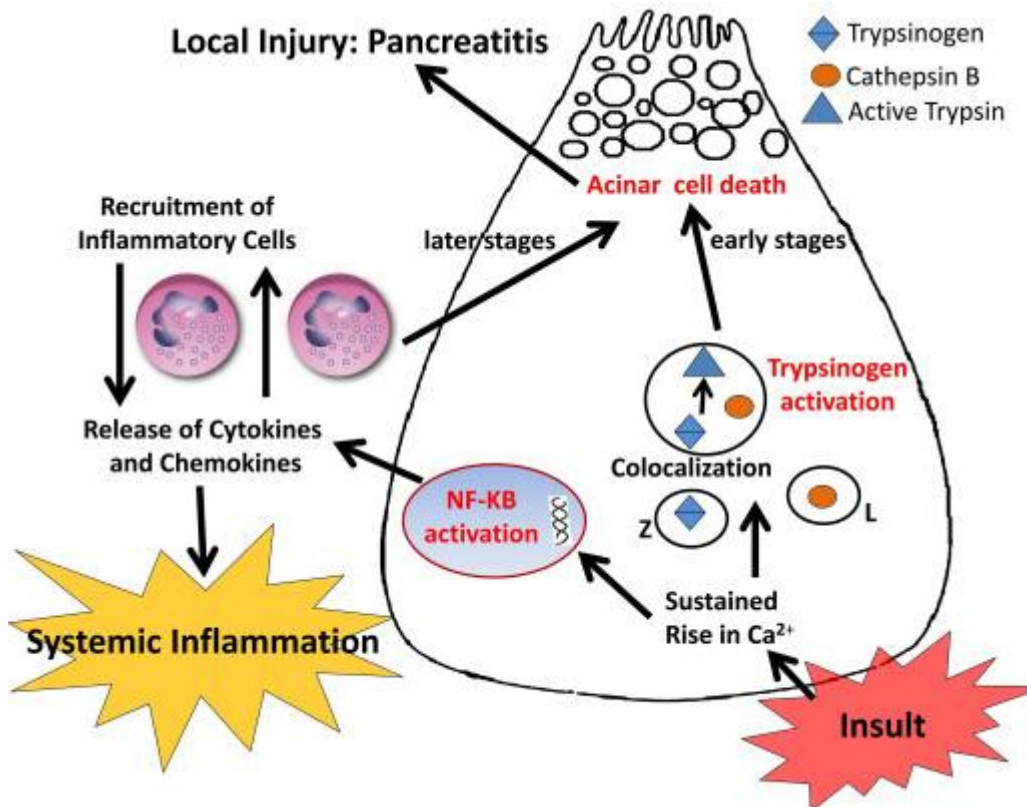 Local Injury: Pancreatitis
Trypsinogen
Cathepsin B
Active Trypsin
Acinar cell death
Recruitment of
Inflammatory Cells
later stages
early stages
Trypsinogen
activation
Release of Cytokines
and Chemokines
Colocalization
NF-KB
activation
Z
L
Sustained
Rise in Ca²⁺
Systemic Inflammation
Insult